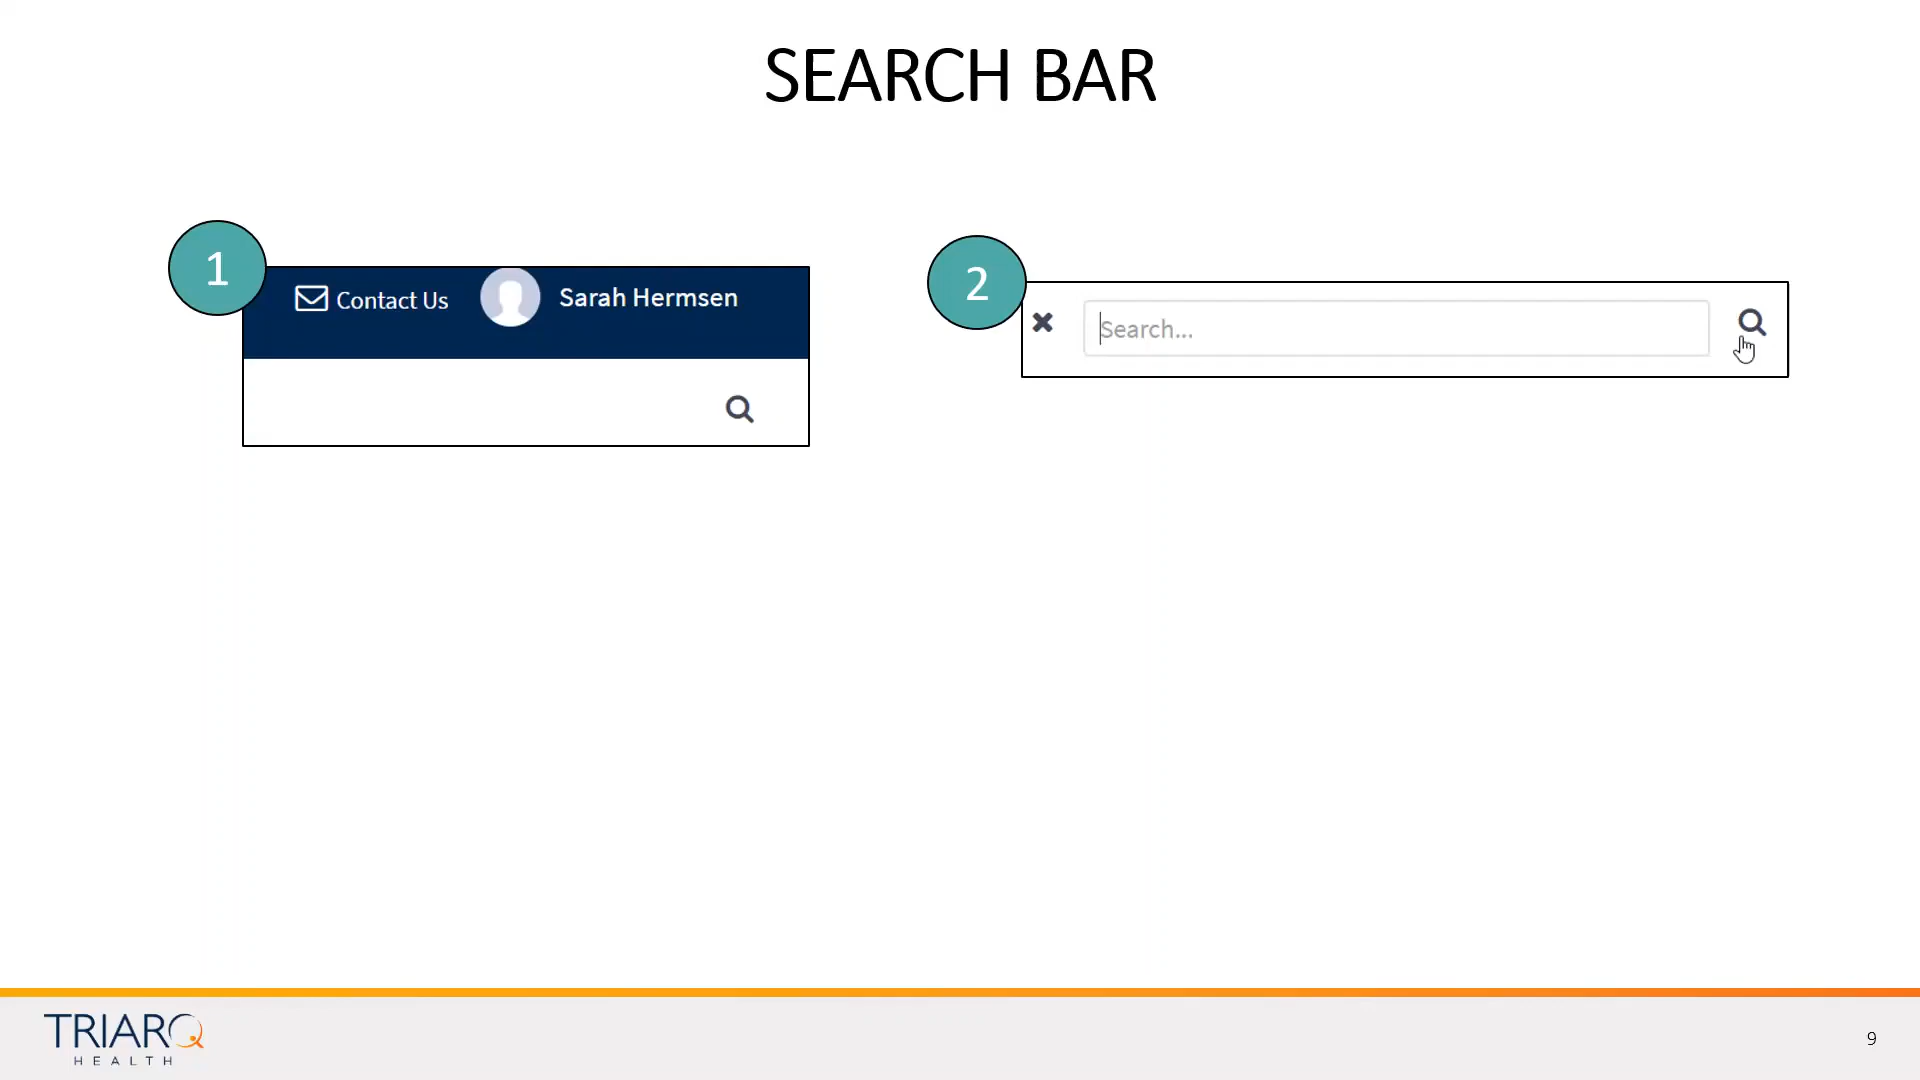 SEARCH BAR
1
Contact Us
Sarah Hermsen
2
Search...
TRIARQ
HEALTH
9